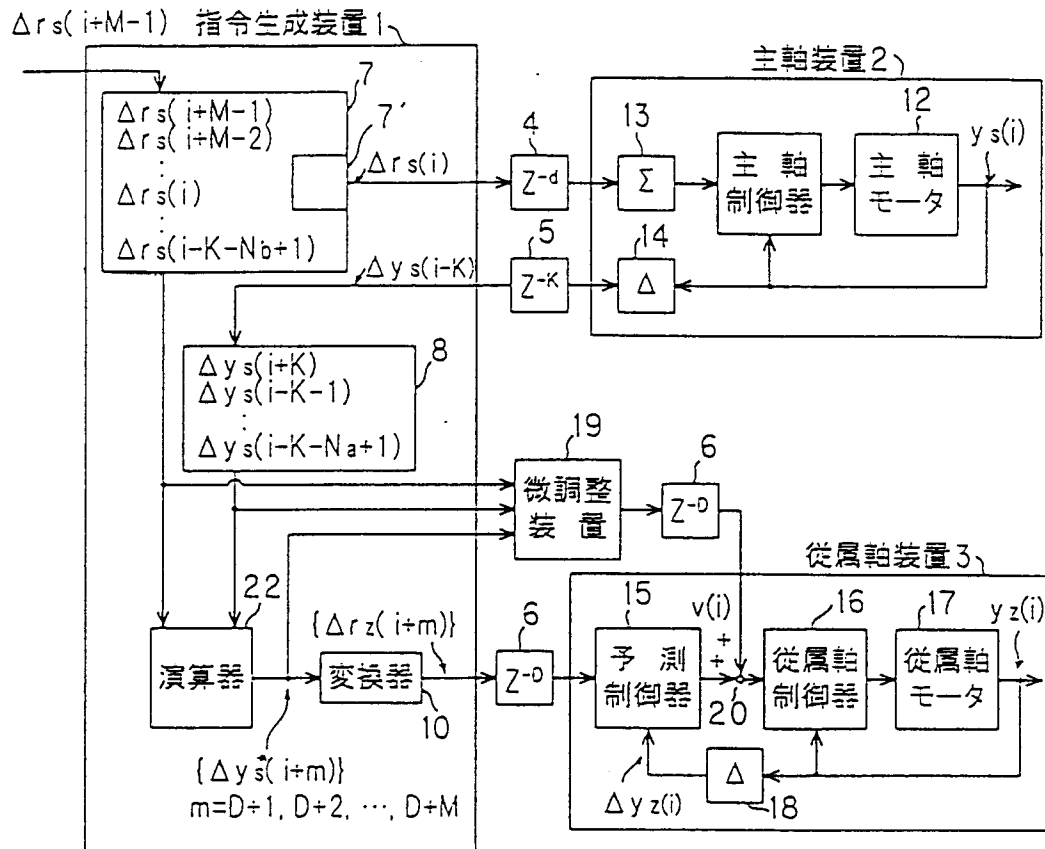 Δrs(i+M-1) 指令生成装置1
主軸装置2
7
Δrs(i+M-1)
Δrs(i+M-2)
⋮
Δrs(i)
⋮
Δrs(i-K-Nb+1)
7'
Δrs(i)
4
Z⁻ᵈ
13
Σ
主軸
制御器
12
主軸
モータ
ys(i)
5
Z⁻ᴷ
14
Δ
Δys(i-K)
8
Δys(i+K)
Δys(i-K-1)
⋮
Δys(i-K-Na+1)
19
微調整
装置
6
Z⁻ᴰ
従属軸装置3
22
演算器
{Δrz(i+m)}
変換器
10
6
Z⁻ᴰ
15
予測
制御器
v(i)
+
+
20
16
従属軸
制御器
17
従属軸
モータ
yz(i)
Δ
18
Δyz(i)
{Δys*(i+m)}
m=D+1, D+2, …, D+M